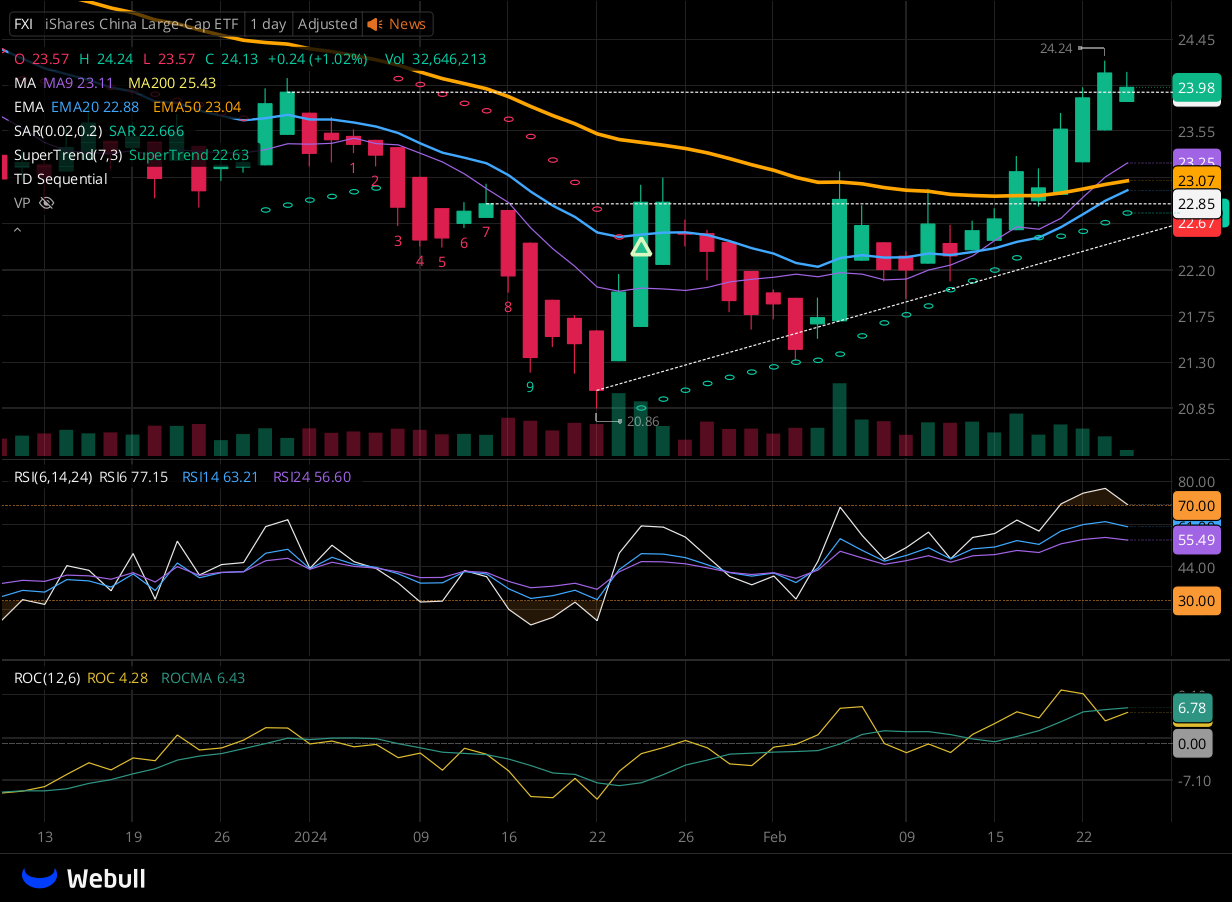 FXI iShares China Large-Cap ETF 1 day Adjusted News
24.45
24.24
O 23.57 H 24.24 L 23.57 C 24.13 +0.24 (+1.02%) Vol 32,646,213
MA MA9 23.11 MA200 25.43
23.98
EMA EMA20 22.88 EMA50 23.04
SAR(0.02,0.2) SAR 22.666
23.55
SuperTrend(7,3) SuperTrend 22.63
23.25
1
TD Sequential
2
23.07
VP
22.85
22.67
3 4 5 6 7
22.20
8
21.75
21.30
9
20.85
20.86
RSI(6,14,24) RSI6 77.15 RSI14 63.21 RSI24 56.60
80.00
70.00
55.49
44.00
30.00
ROC(12,6) ROC 4.28 ROCMA 6.43
6.78
0.00
-7.10
13 19 26 2024 09 16 22 26 Feb 09 15 22
Webull